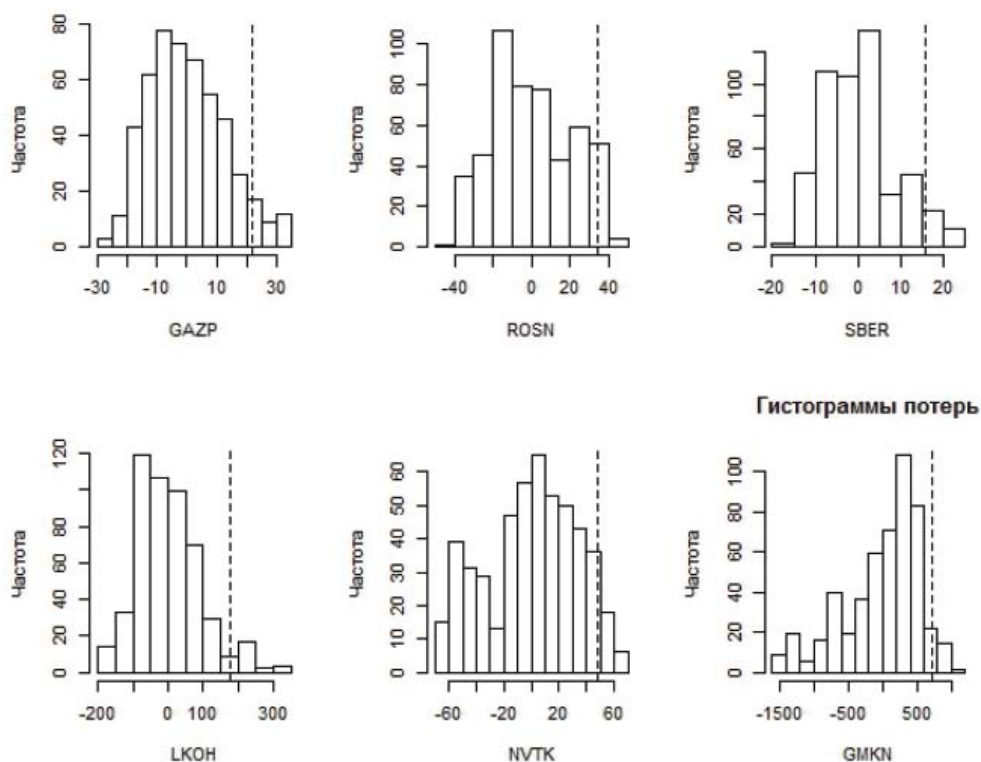 Частота
0 20 40 60 80
-30 -10 10 30
GAZP
Частота
0 20 40 60 80 100
-40 0 20 40
ROSN
Частота
0 20 60 100
-20 -10 0 10 20
SBER
Гистограммы потерь
Частота
0 20 40 60 80 120
-200 0 100 300
LKOH
Частота
0 10 20 30 40 50 60
-60 -20 20 60
NVTK
Частота
0 20 40 60 80 100
-1500 -500 500
GMKN